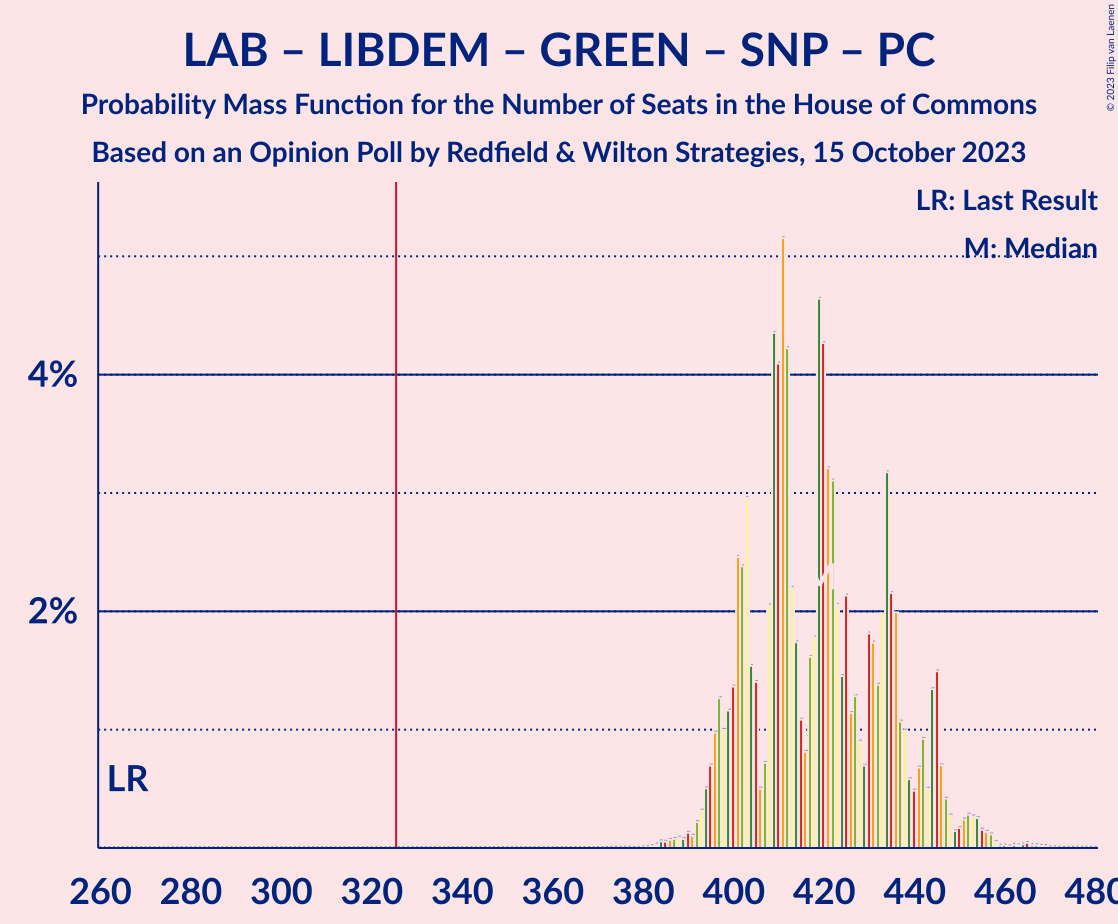 LAB – LIBDEM – GREEN – SNP – PC
Probability Mass Function for the Number of Seats in the House of Commons
Based on an Opinion Poll by Redfield & Wilton Strategies, 15 October 2023
© 2023 Filip van Laenen
LR: Last Result
M: Median
4%
2%
LR
260 280 300 320 340 360 380 400 420 440 460 480